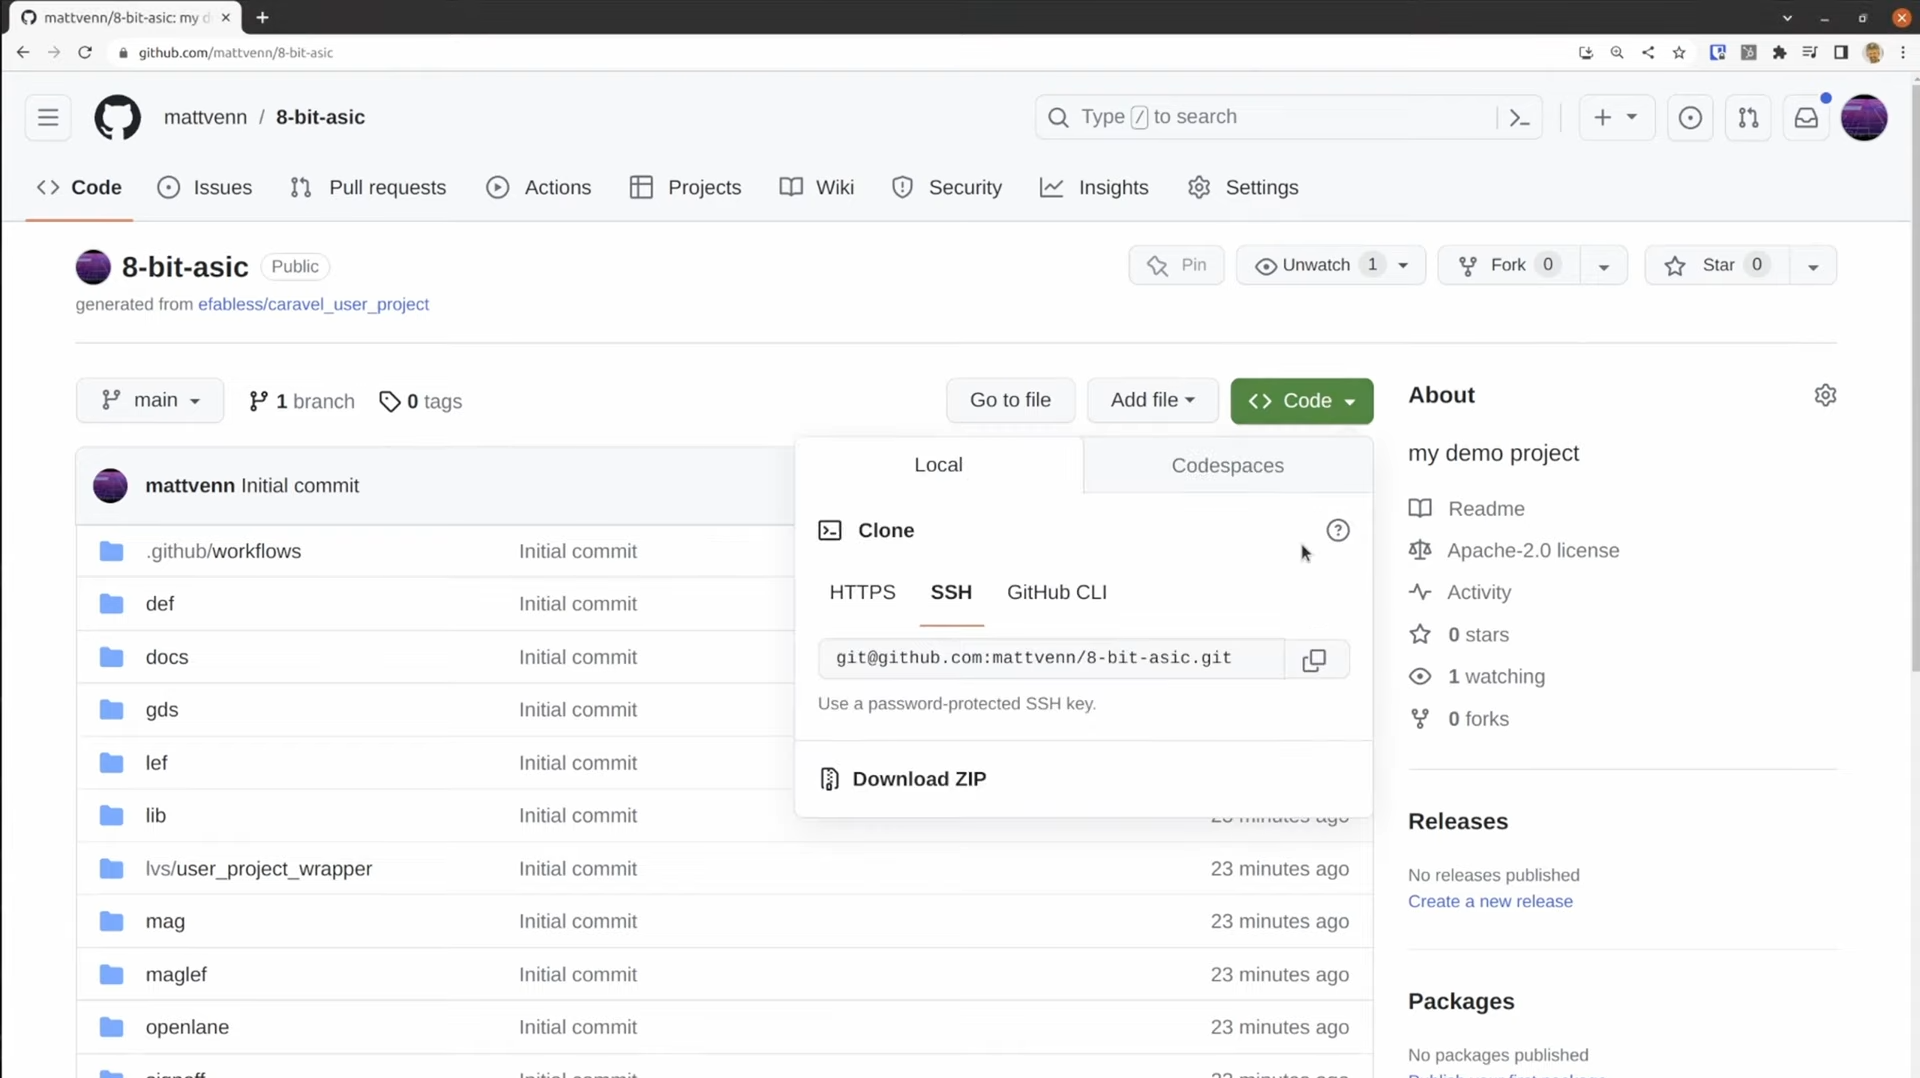 mattvenn/8-bit-asic: my d
github.com/mattvenn/8-bit-asic
mattvenn / 8-bit-asic
Type / to search
Code
Issues
Pull requests
Actions
Projects
Wiki
Security
Insights
Settings
8-bit-asic
Public
Pin
Unwatch 1
Fork 0
Star 0
generated from efabless/caravel_user_project
main
1 branch
0 tags
Go to file
Add file
Code
mattvenn Initial commit
.github/workflows Initial commit
def Initial commit
docs Initial commit
gds Initial commit
lef Initial commit
lib Initial commit
lvs/user_project_wrapper Initial commit 23 minutes ago
mag Initial commit 23 minutes ago
maglef Initial commit 23 minutes ago
openlane Initial commit 23 minutes ago
Local
Codespaces
Clone
HTTPS
SSH
GitHub CLI
git@github.com:mattvenn/8-bit-asic.git
Use a password-protected SSH key.
Download ZIP
23 minutes ago
About
my demo project
Readme
Apache-2.0 license
Activity
0 stars
1 watching
0 forks
Releases
No releases published
Create a new release
Packages
No packages published